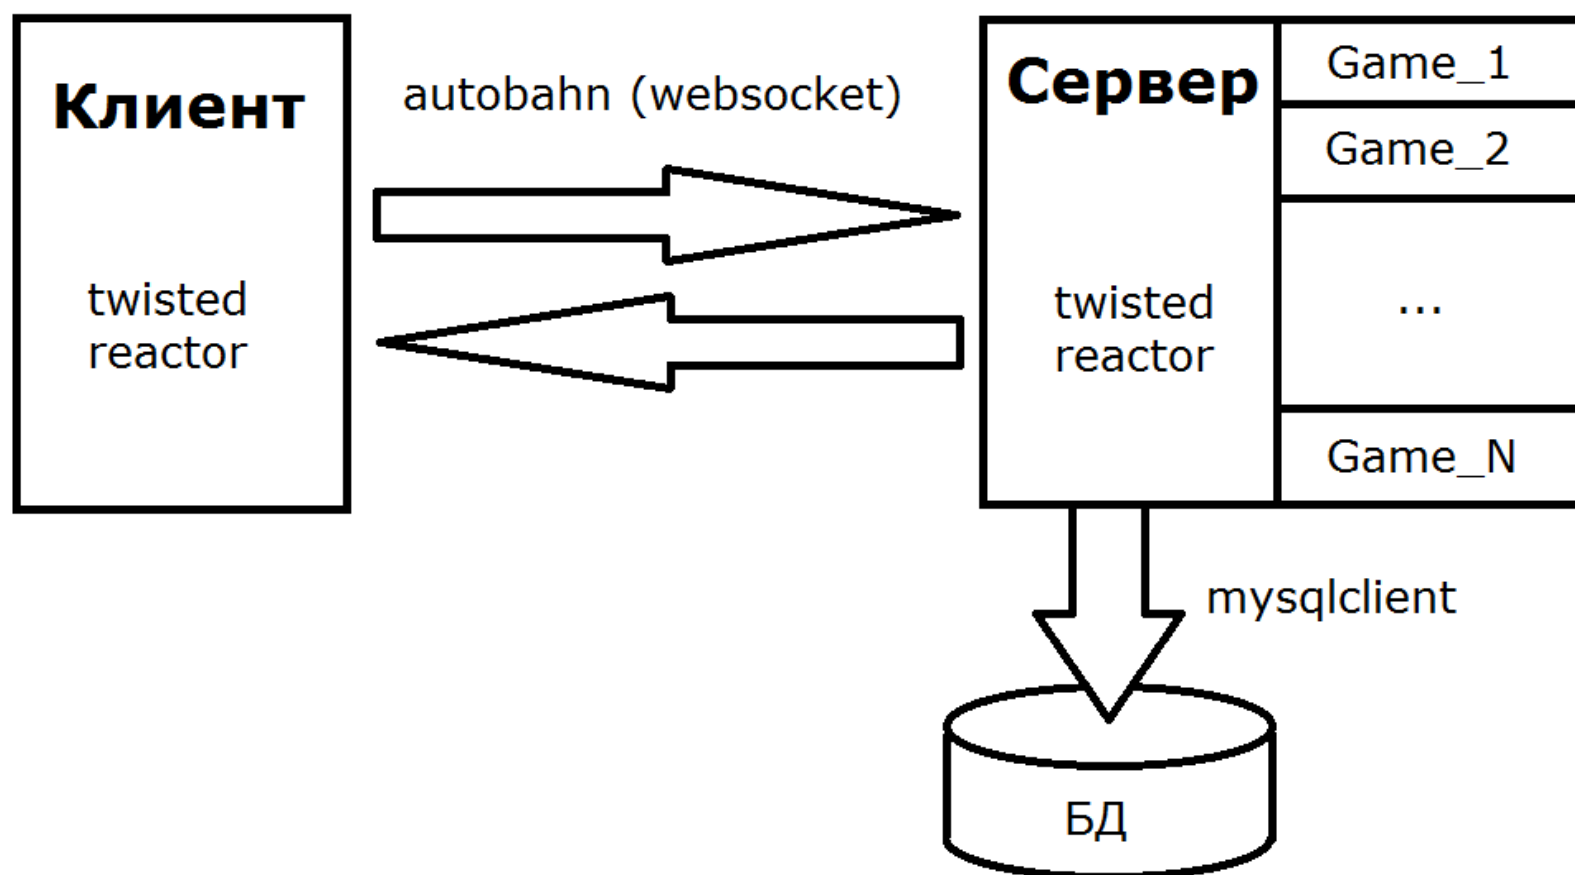 Клиент
twisted
reactor
autobahn (websocket)
Сервер
twisted
reactor
Game_1
Game_2
...
Game_N
mysqlclient
БД